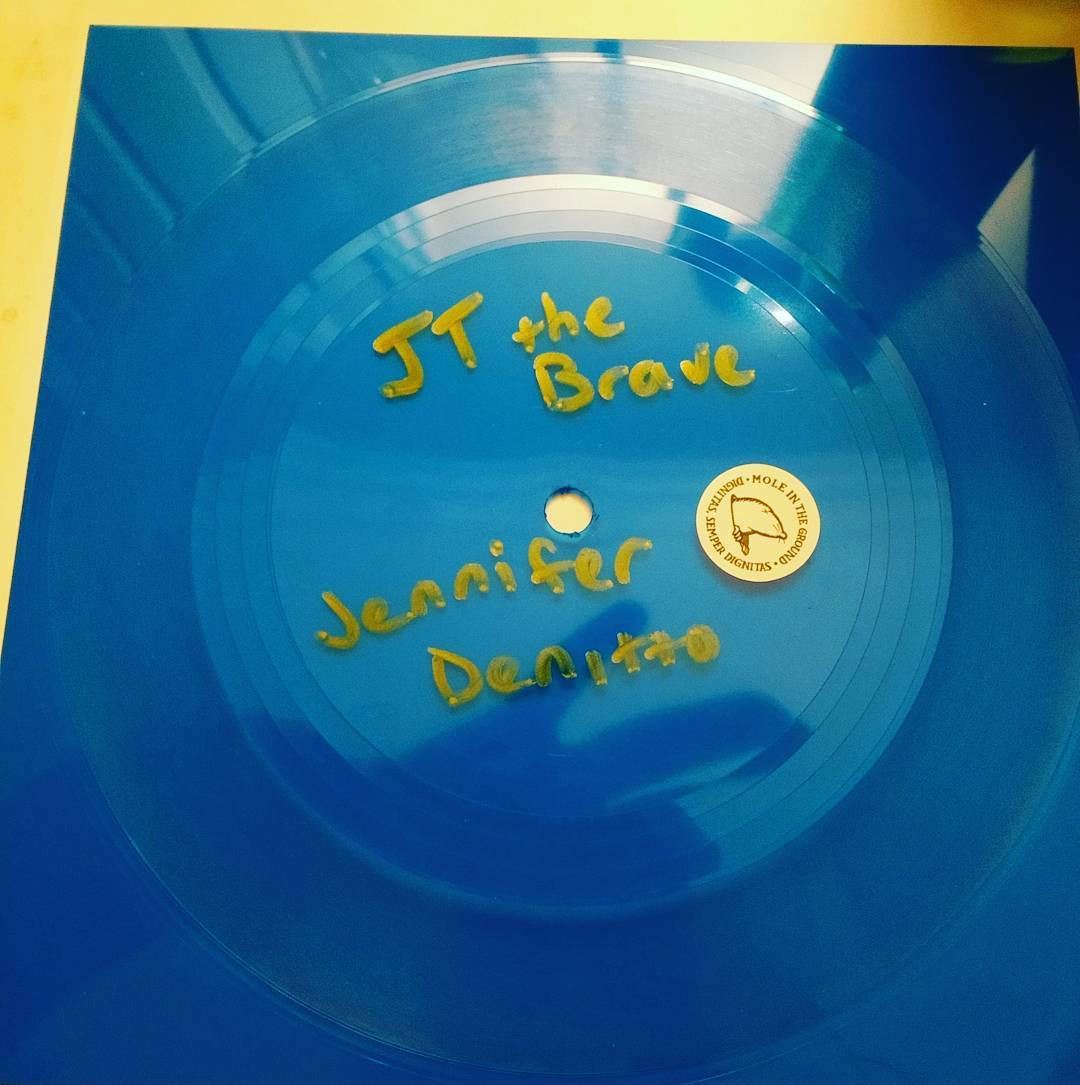 JT the
Brave
Jennifer
Denitto
MOLE IN THE GROUND • DIGNITAS, SEMPER DIGNITAS •